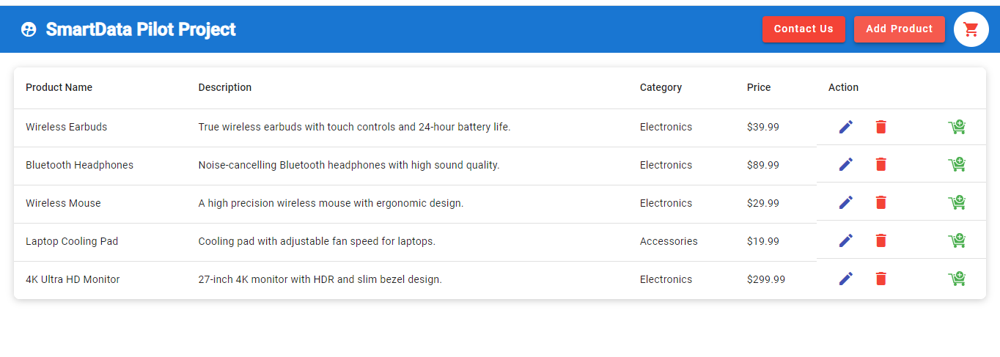 SmartData Pilot Project Contact Us Add Product
Product Name Description Category Price Action
Wireless Earbuds True wireless earbuds with touch controls and 24-hour battery life. Electronics $39.99
Bluetooth Headphones Noise-cancelling Bluetooth headphones with high sound quality. Electronics $89.99
Wireless Mouse A high precision wireless mouse with ergonomic design. Electronics $29.99
Laptop Cooling Pad Cooling pad with adjustable fan speed for laptops. Accessories $19.99
4K Ultra HD Monitor 27-inch 4K monitor with HDR and slim bezel design. Electronics $299.99